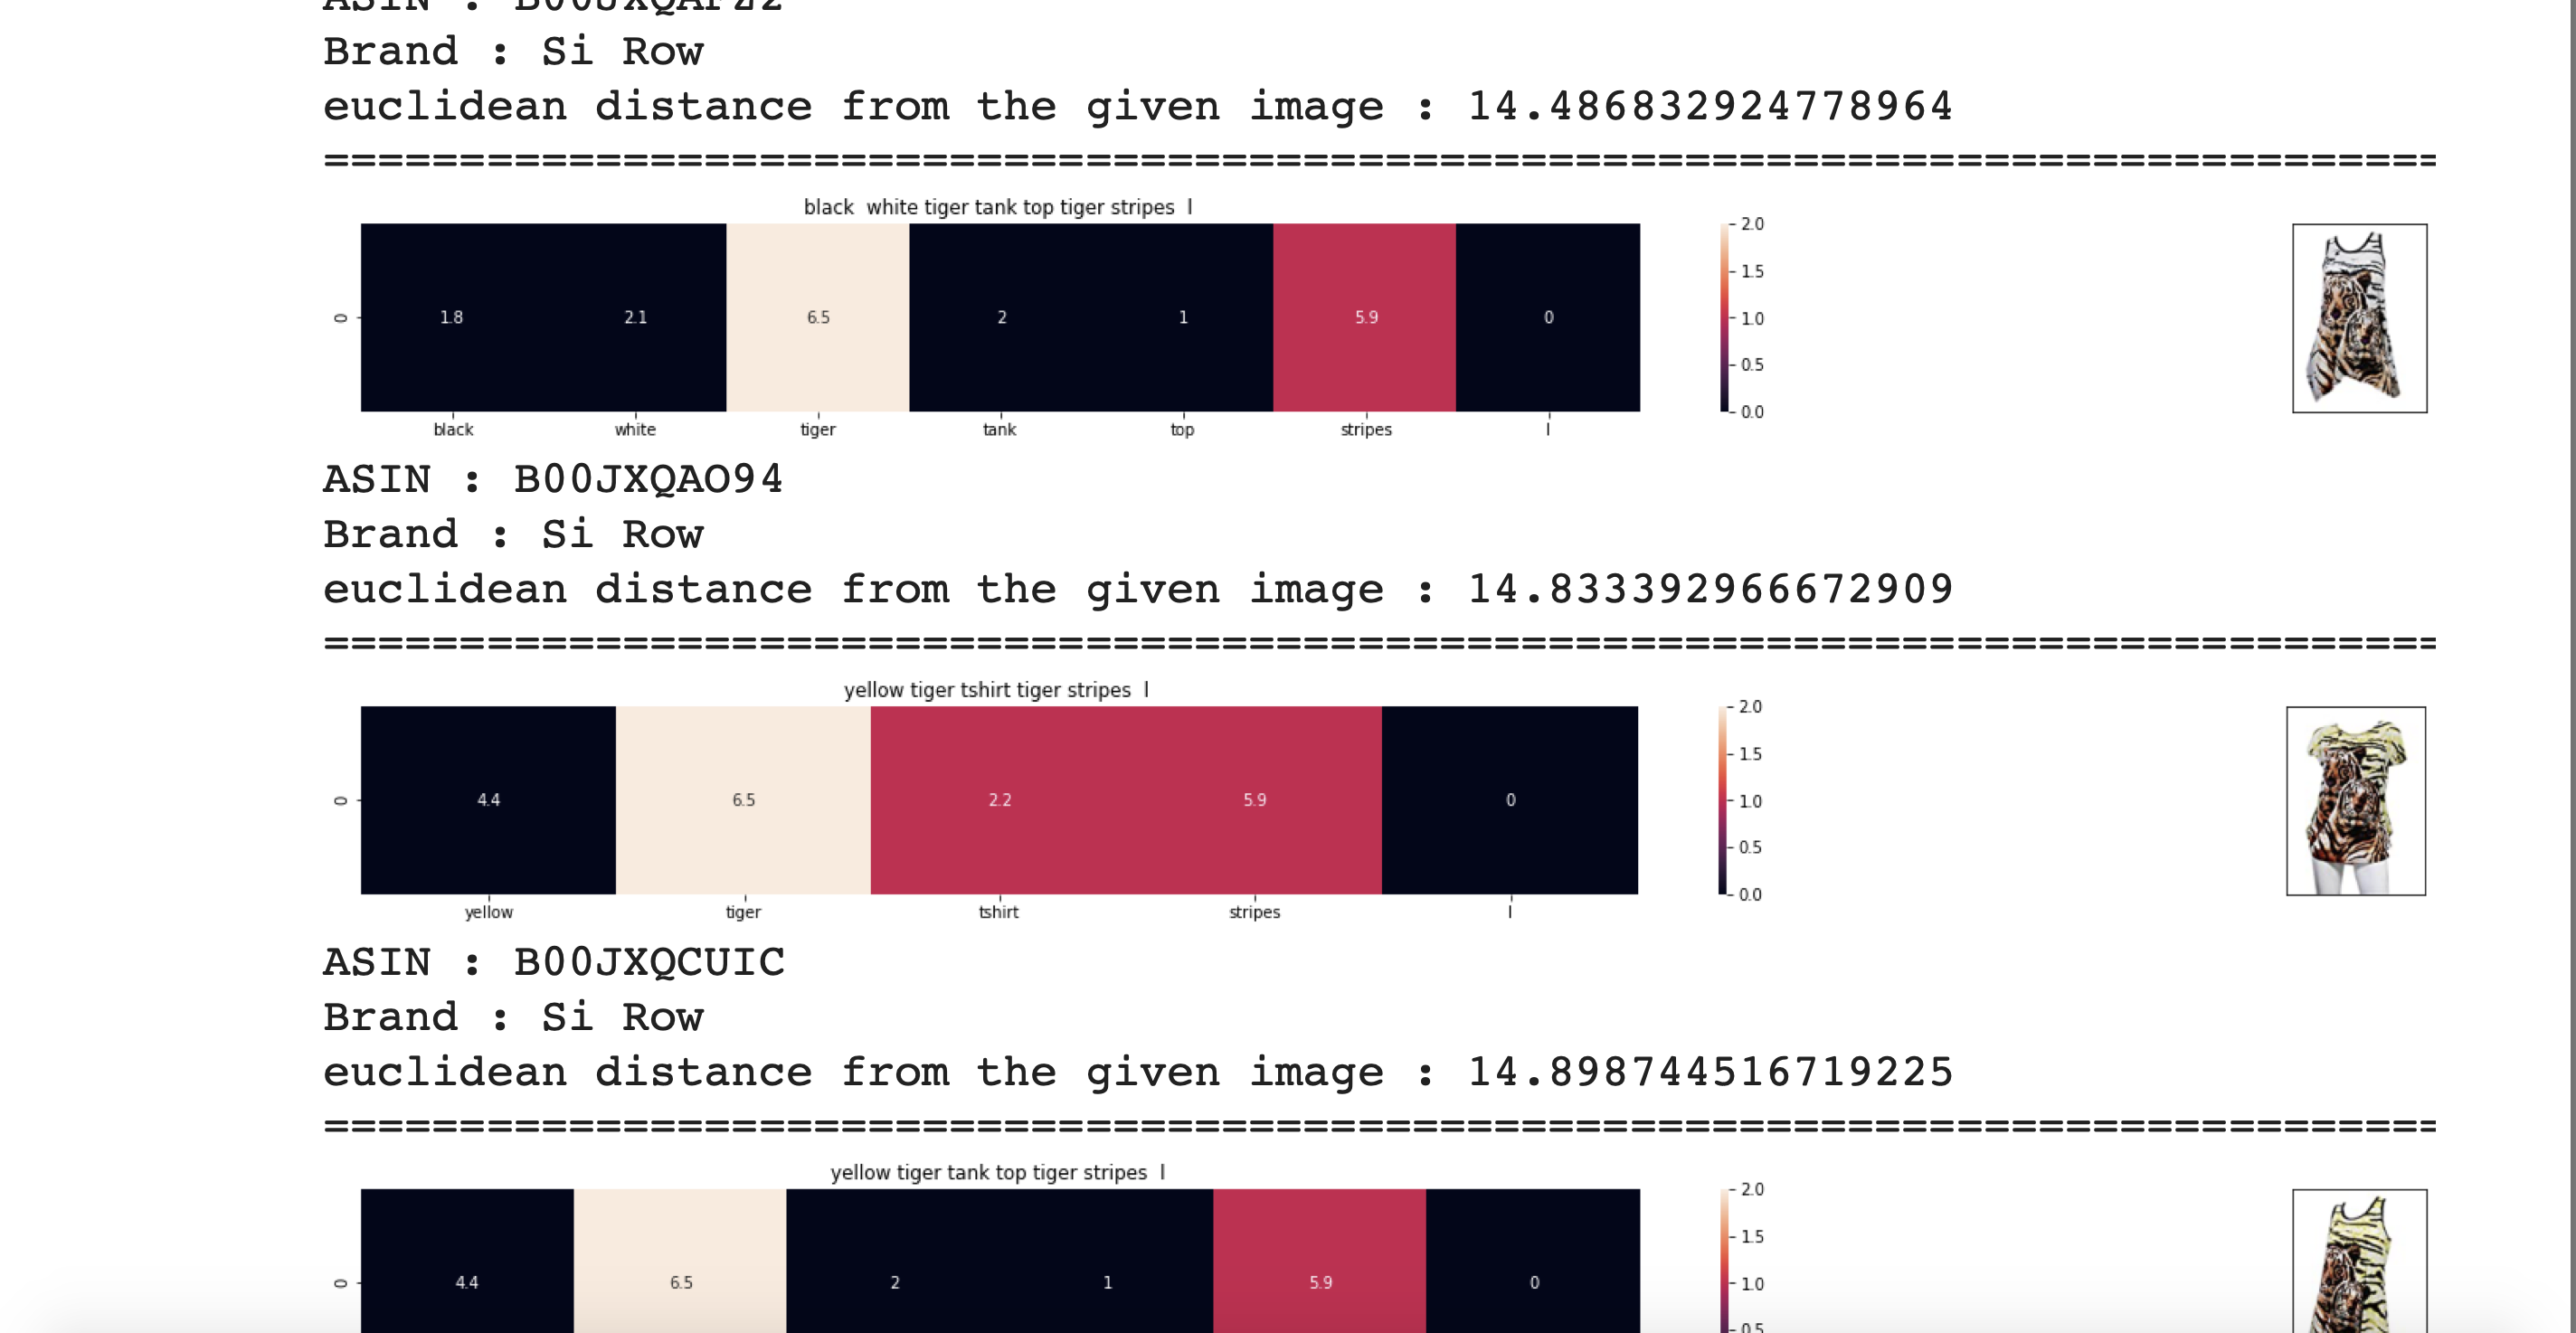 ASIN :
Brand : Si Row
euclidean distance from the given image : 14.486832924778964
==============================================================================
black  white tiger tank top tiger stripes  l
2.0
1.5
1.0
0.5
0.0
0
1.8 2.1 6.5 2 1 5.9 0
black white tiger tank top stripes l
ASIN : B00JXQAO94
Brand : Si Row
euclidean distance from the given image : 14.833392966672909
==============================================================================
yellow tiger tshirt tiger stripes  l
2.0
1.5
1.0
0.5
0.0
0
4.4 6.5 2.2 5.9 0
yellow tiger tshirt stripes l
ASIN : B00JXQCUIC
Brand : Si Row
euclidean distance from the given image : 14.898744516719225
==============================================================================
yellow tiger tank top tiger stripes  l
2.0
1.5
1.0
0.5
0
4.4 6.5 2 1 5.9 0